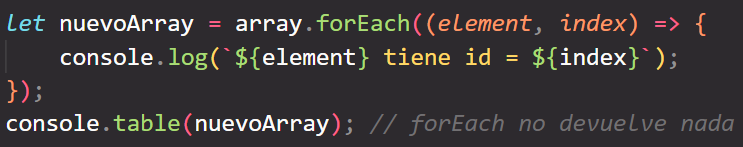 let nuevoArray = array.forEach((element, index) => {
    console.log(`${element} tiene id = ${index}`);
});
console.table(nuevoArray); // forEach no devuelve nada